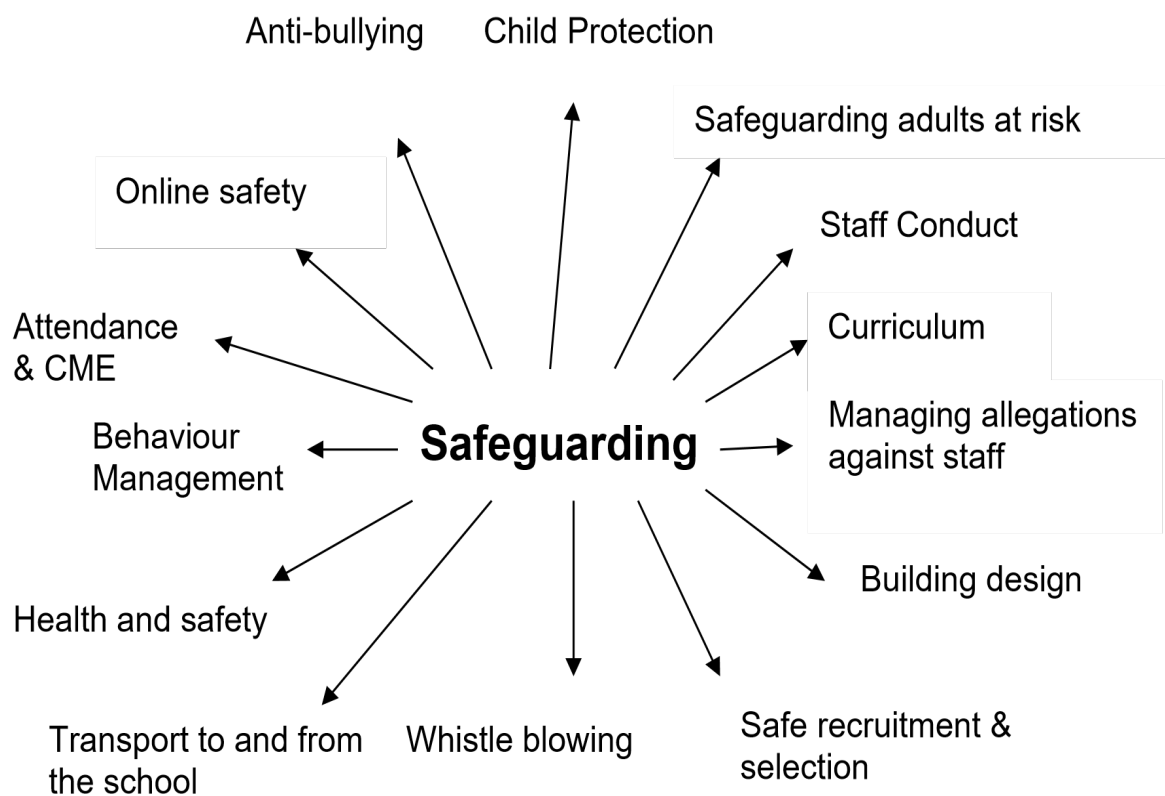 Anti-bullying
Child Protection
Safeguarding adults at risk
Online safety
Staff Conduct
Attendance
& CME
Curriculum
Behaviour
Management
Safeguarding
Managing allegations
against staff
Building design
Health and safety
Transport to and from
the school
Whistle blowing
Safe recruitment &
selection